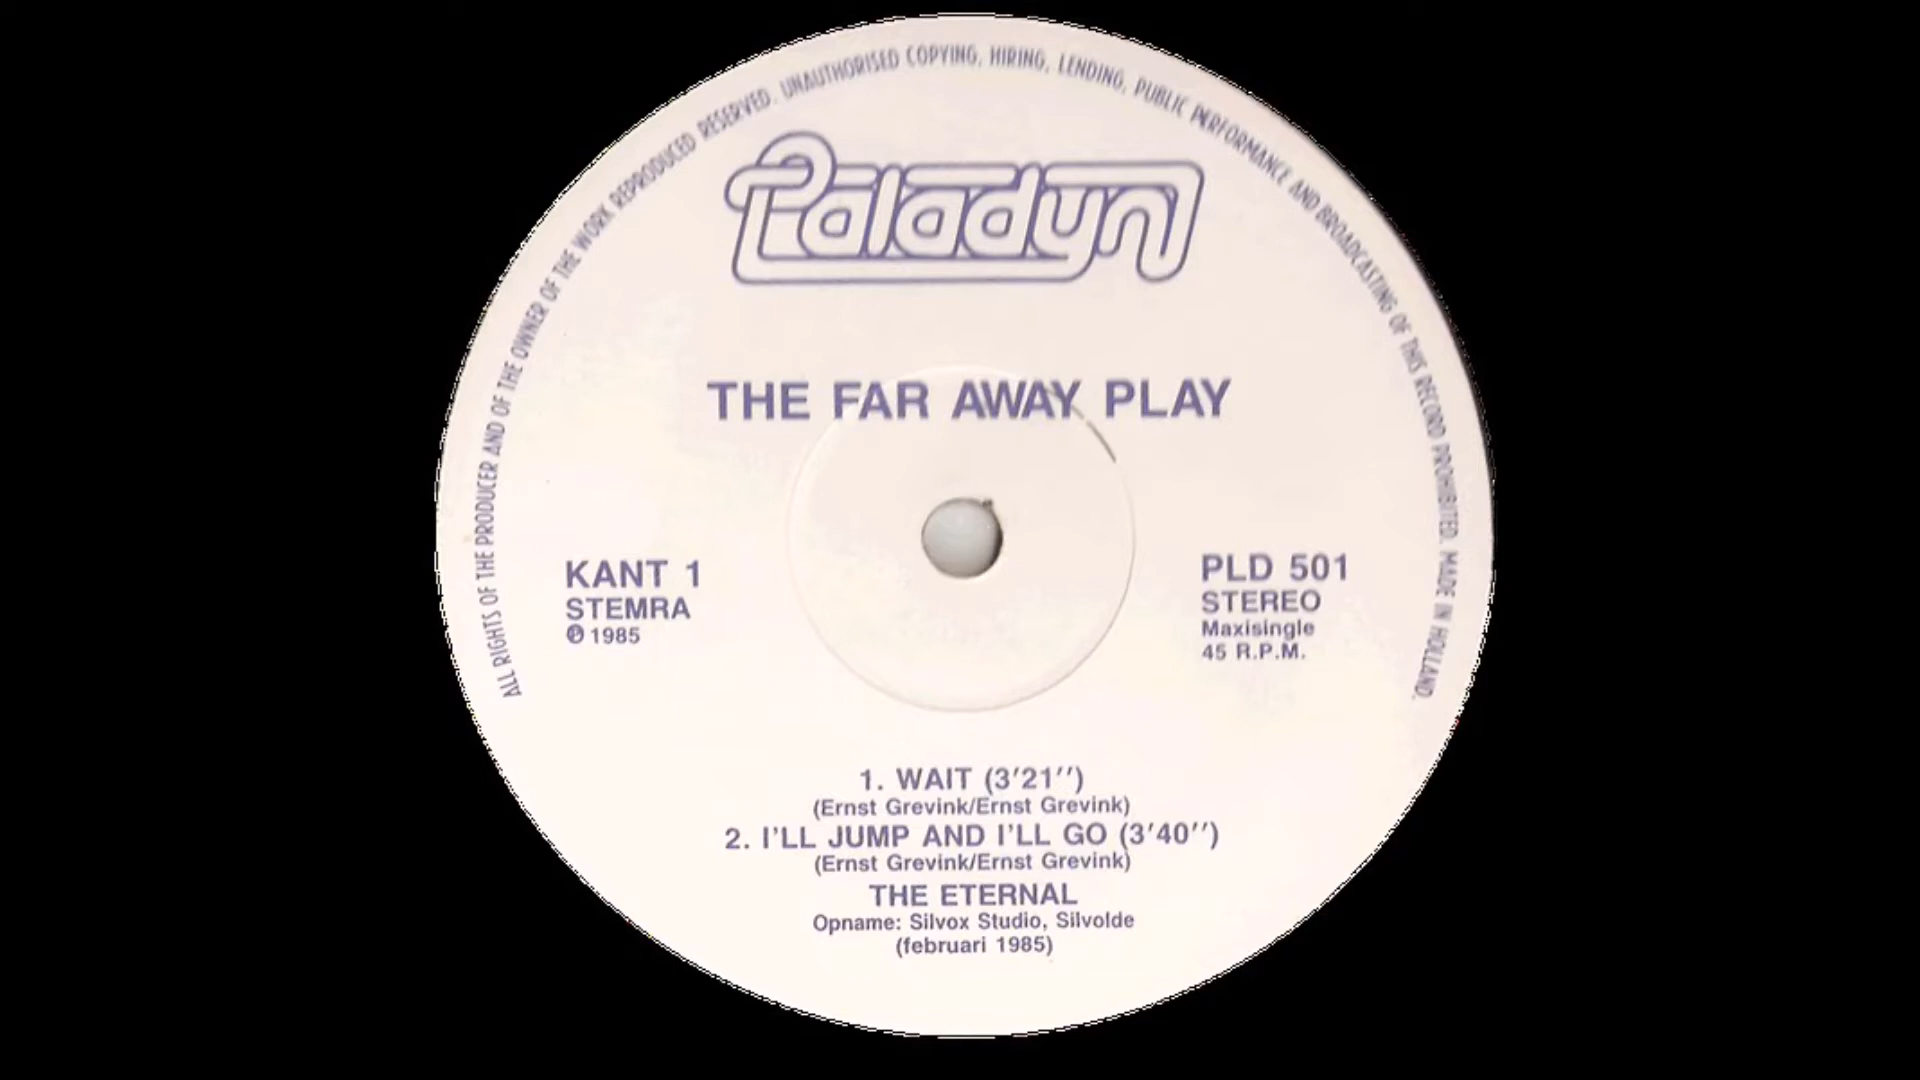 ALL RIGHTS OF THE PRODUCER AND OF THE OWNER OF THE WORK REPRODUCED RESERVED. UNAUTHORISED COPYING, HIRING, LENDING, PUBLIC PERFORMANCE AND BROADCASTING OF THIS RECORD PROHIBITED. MADE IN HOLLAND.
Paladyn
THE FAR AWAY PLAY
KANT 1
STEMRA
℗ 1985
PLD 501
STEREO
Maxisingle
45 R.P.M.
1. WAIT (3'21'')
(Ernst Grevink/Ernst Grevink)
2. I'LL JUMP AND I'LL GO (3'40'')
(Ernst Grevink/Ernst Grevink)
THE ETERNAL
Opname: Silvox Studio, Silvolde
(februari 1985)